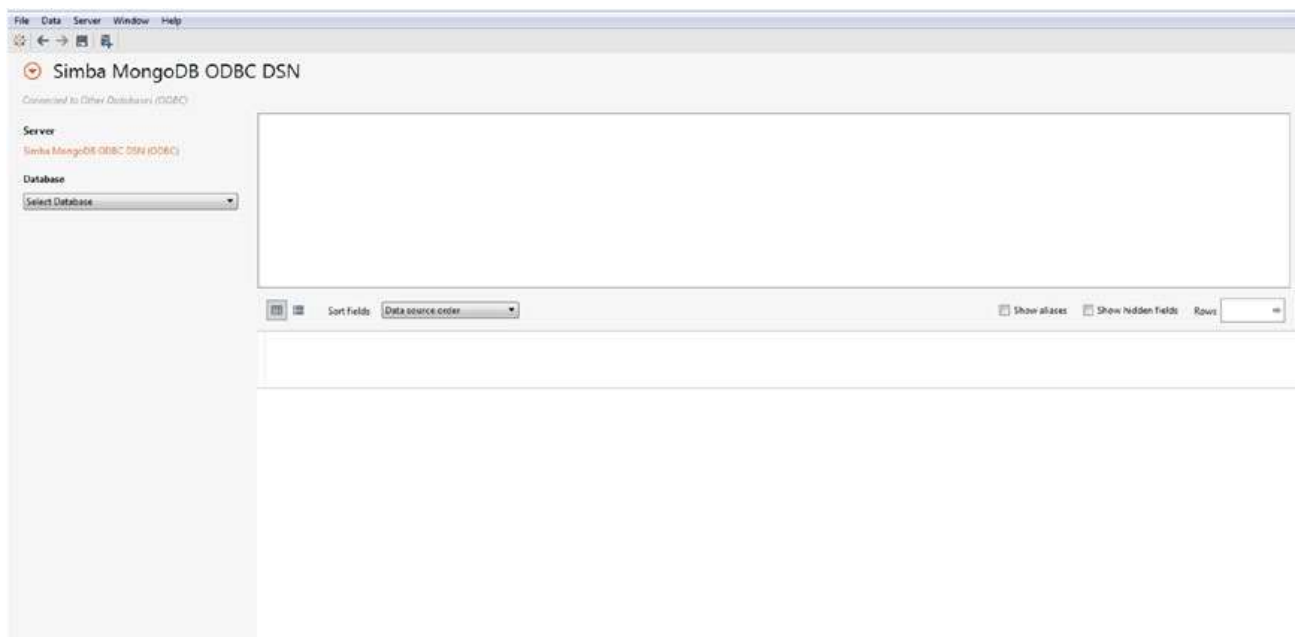 File Data Server Window Help
Simba MongoDB ODBC DSN
Connected to Other Databases (ODBC)
Server
Simba MongoDB ODBC DSN (ODBC)
Database
Select Database
Sort fields Data source order Show aliases Show hidden fields Rows